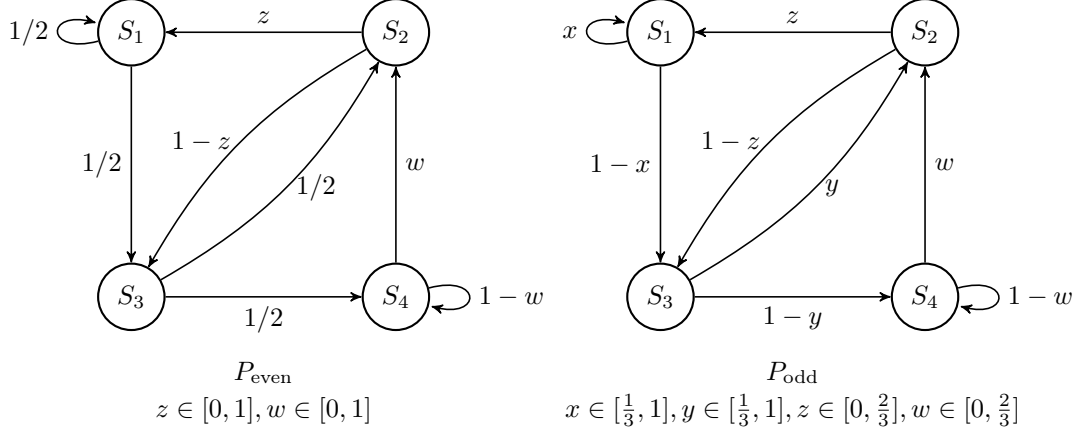 1/2
S₁
z
S₂
1 − z
1/2
1/2
w
S₃
1/2
S₄
1 − w
P_even
z ∈ [0, 1], w ∈ [0, 1]
x
S₁
z
S₂
1 − z
1 − x
y
w
S₃
1 − y
S₄
1 − w
P_odd
x ∈ [1/3, 1], y ∈ [1/3, 1], z ∈ [0, 2/3], w ∈ [0, 2/3]